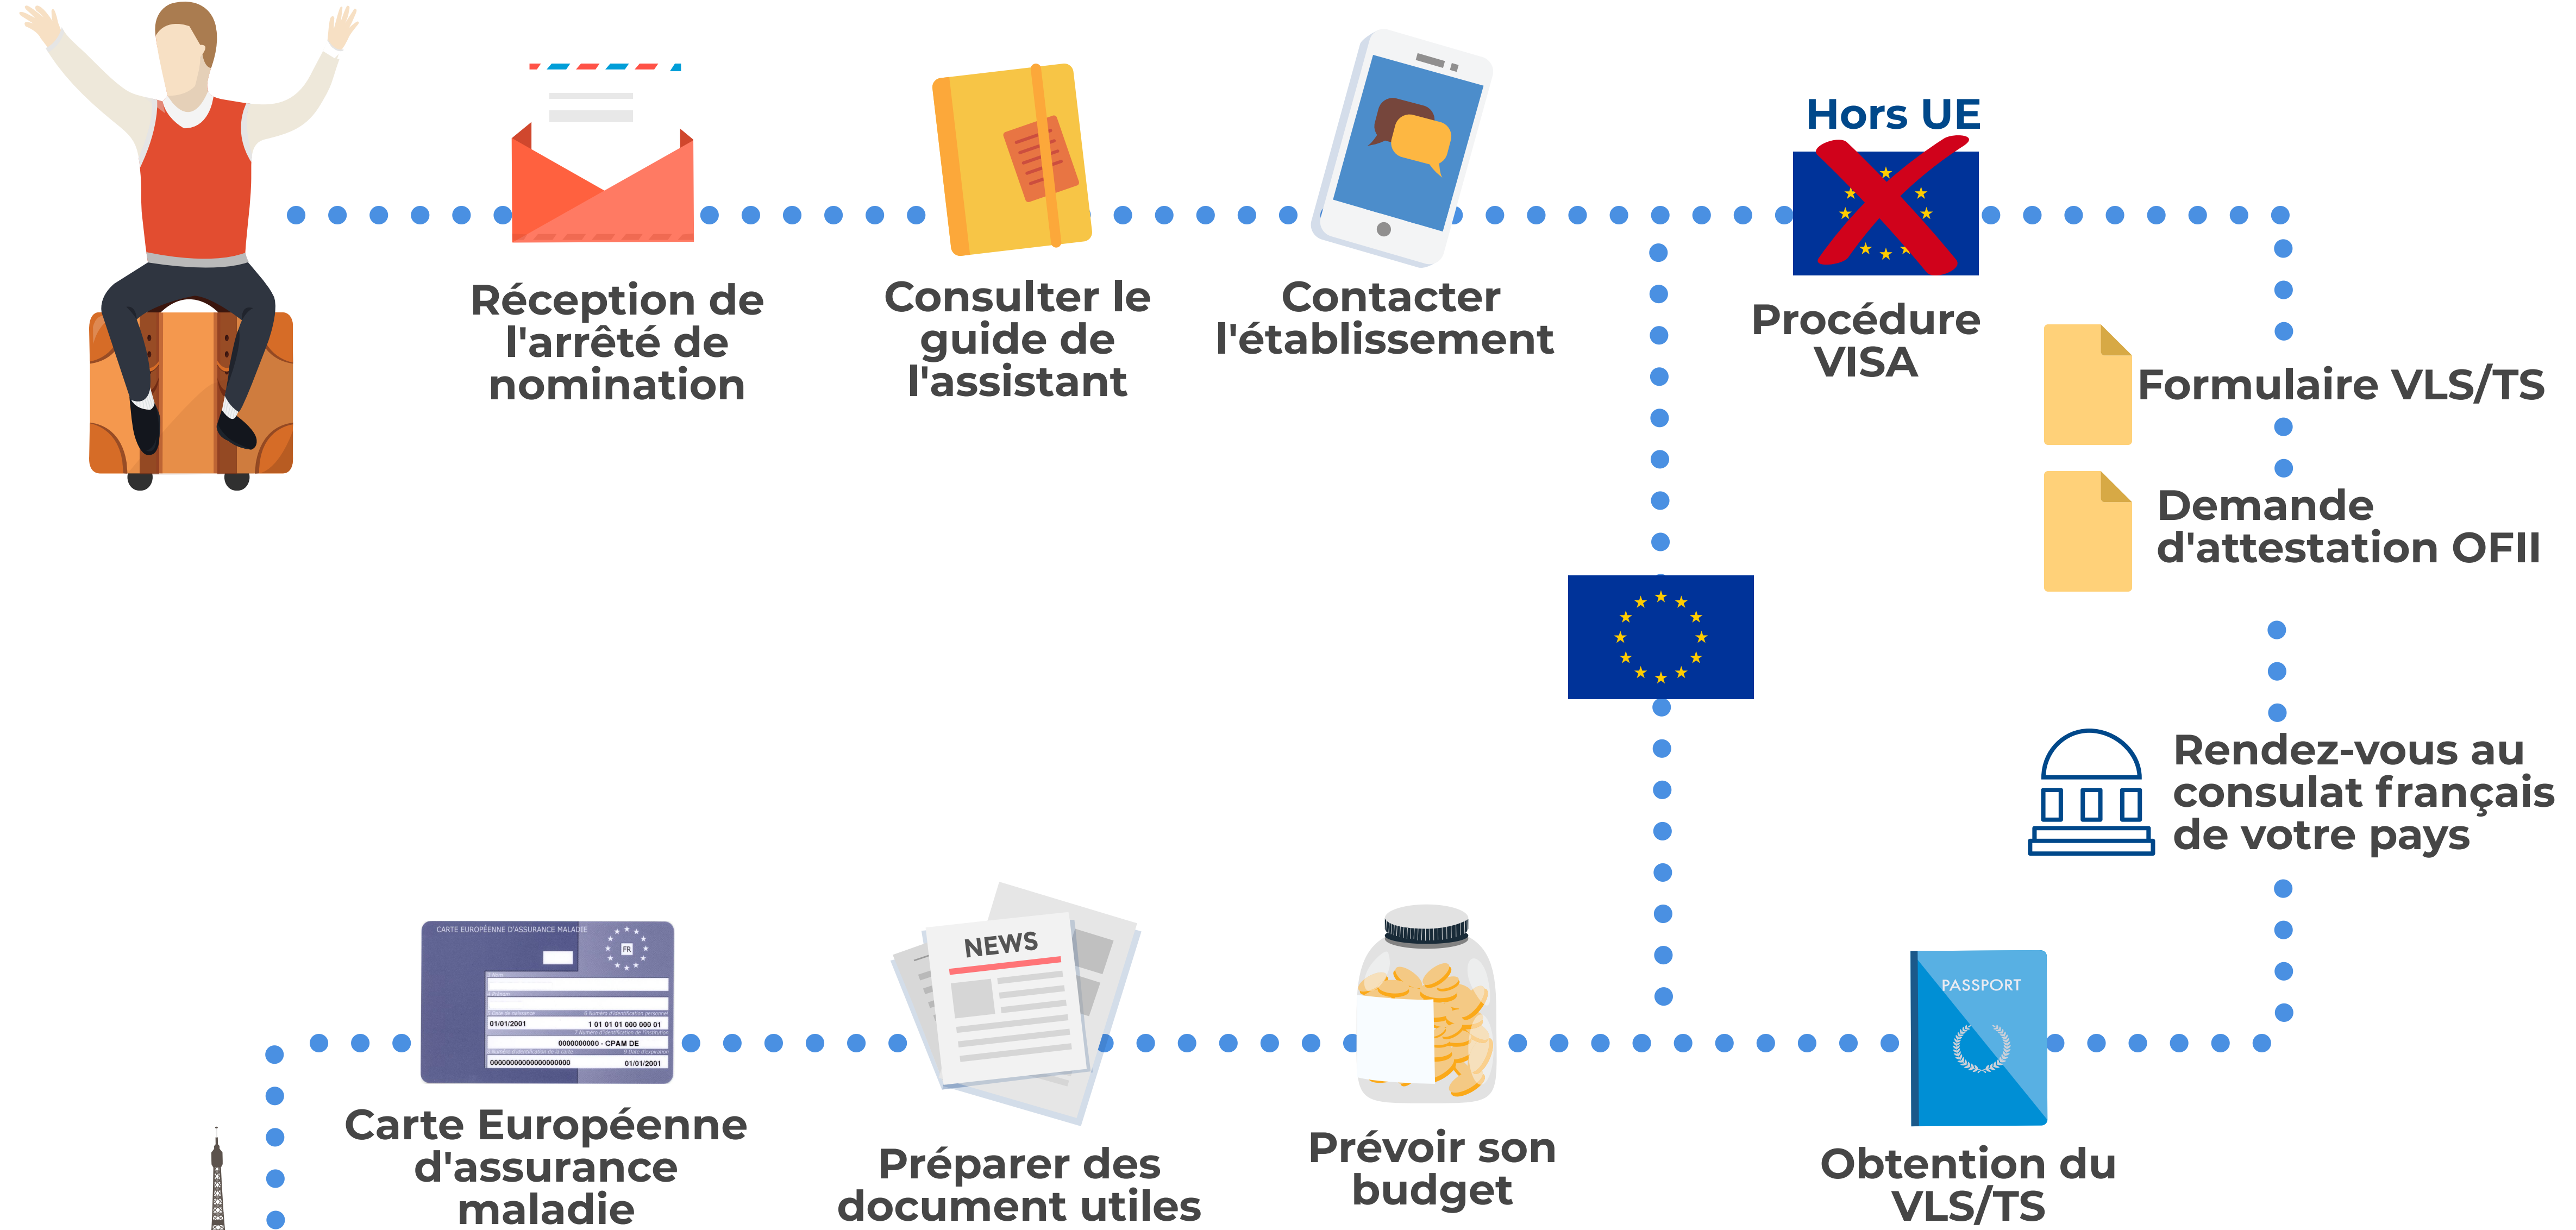 Réception de
l'arrêté de
nomination
Consulter le
guide de
l'assistant
Contacter
l'établissement
Hors UE
Procédure
VISA
Formulaire VLS/TS
Demande
d'attestation OFII
Rendez-vous au
consulat français
de votre pays
PASSPORT
Obtention du
VLS/TS
Prévoir son
budget
NEWS
Préparer des
document utiles
CARTE EUROPÉENNE D'ASSURANCE MALADIE
FR
01/01/2001
1 01 01 01 000 000 01
0000000000 - CPAM DE
00000000000000000000
01/01/2001
Carte Européenne
d'assurance
maladie